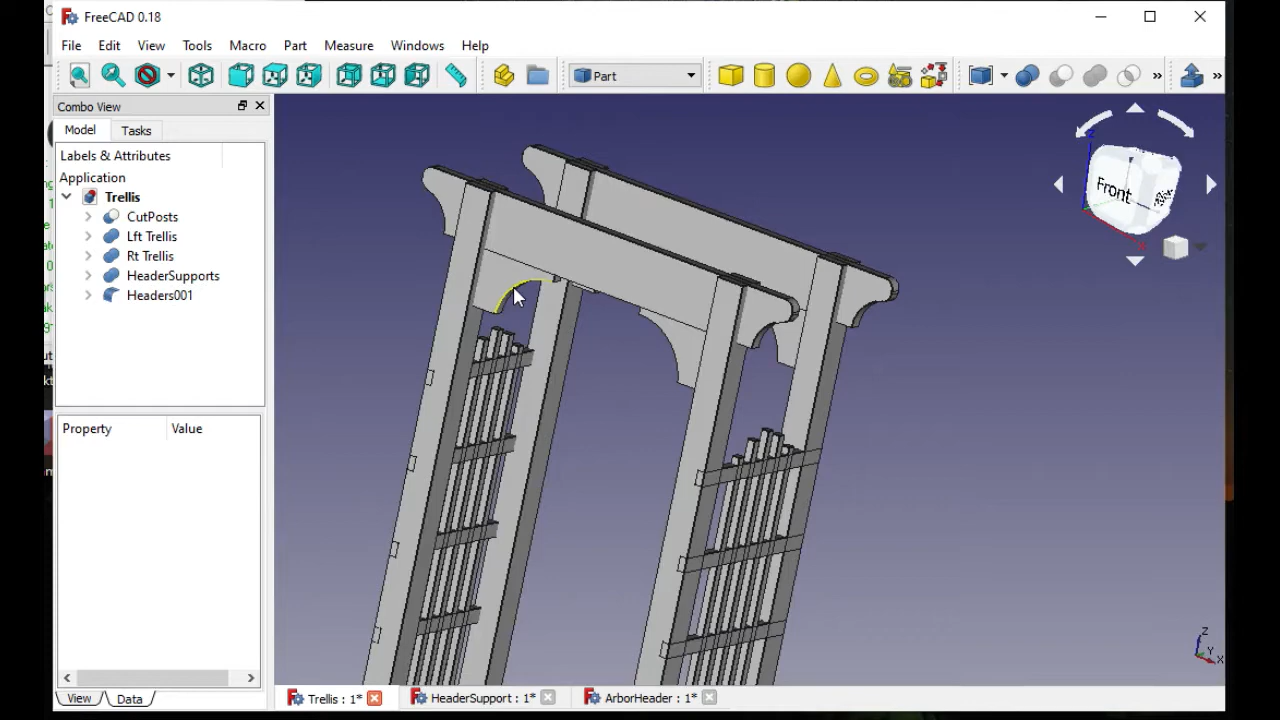 FreeCAD 0.18
File Edit View Tools Macro Part Measure Windows Help
Part
Combo View
Model Tasks
Labels & Attributes
Application
Trellis
CutPosts
Lft Trellis
Rt Trellis
HeaderSupports
Headers001
Property Value
View Data
Z
Front
Right
Z
Y
X
Trellis : 1*
HeaderSupport : 1*
ArborHeader : 1*